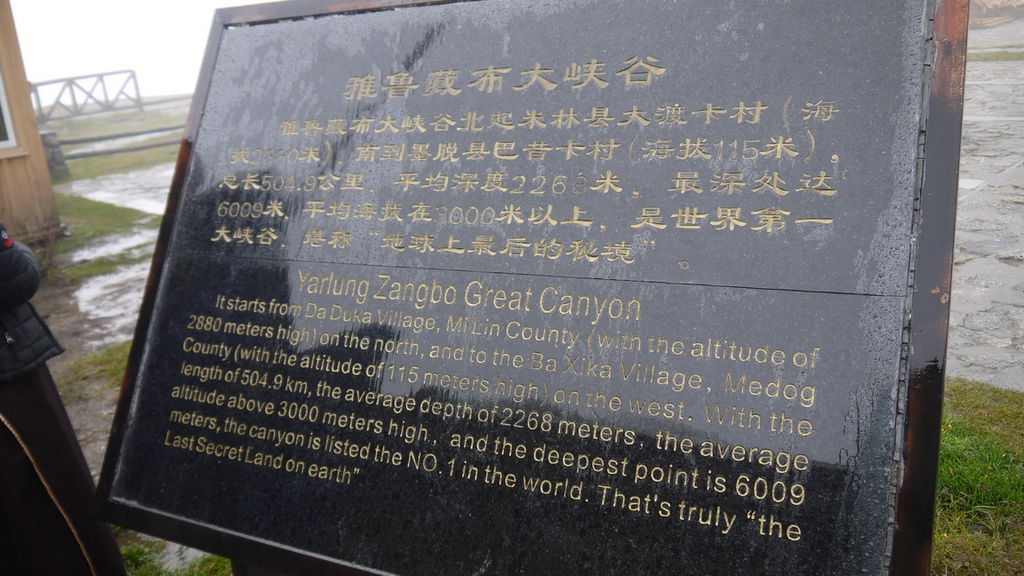 雅鲁藏布大峡谷
雅鲁藏布大峡谷北起米林县大渡卡村（海
拔2880米），南到墨脱县巴昔卡村（海拔115米），
总长504.9公里，平均深度2268米，最深处达
6009米，平均海拔在3000米以上，是世界第一
大峡谷，堪称“地球上最后的秘境”。
Yarlung Zangbo Great Canyon
It starts from Da Duka Village, Mi Lin County (with the altitude of
2880 meters high) on the north, and to the Ba Xika Village, Medog
County (with the altitude of 115 meters high) on the west. With the
length of 504.9 km, the average depth of 2268 meters, the average
altitude above 3000 meters high, and the deepest point is 6009
meters, the canyon is listed the NO.1 in the world. That's truly “the
Last Secret Land on earth”